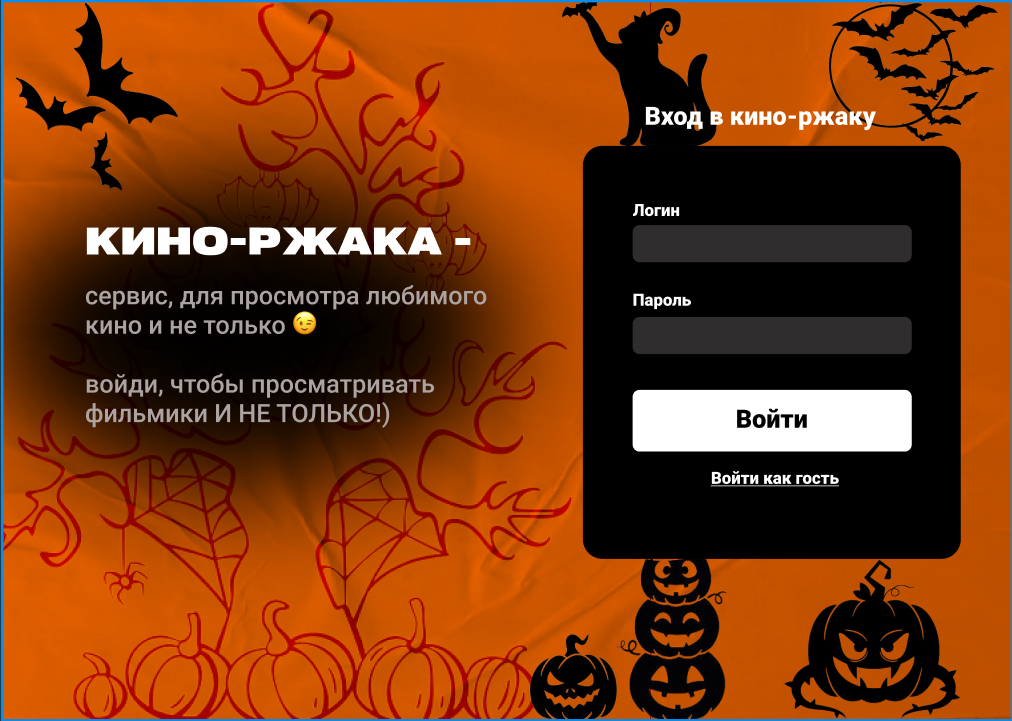 КИНО-РЖАКА -
сервис, для просмотра любимого
кино и не только 😉
войди, чтобы просматривать
фильмики И НЕ ТОЛЬКО!)
Вход в кино-ржаку
Логин
Пароль
Войти
Войти как гость